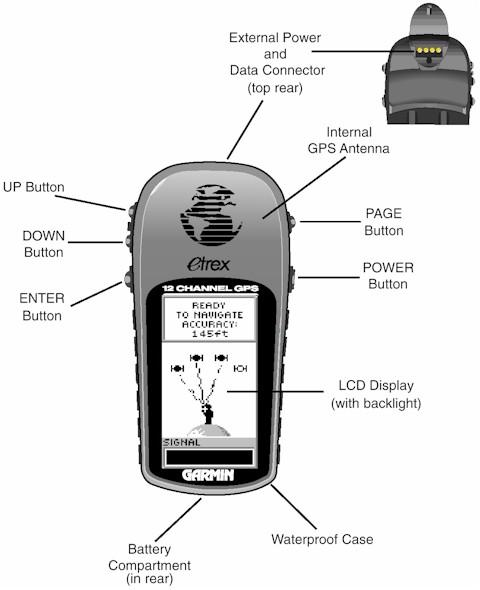 External Power
and
Data Connector
(top rear)
Internal
GPS Antenna
UP Button
DOWN
Button
ENTER
Button
PAGE
Button
POWER
Button
etrex
12 CHANNEL GPS
READY
TO NAVIGATE
ACCURACY:
145ft
LCD Display
(with backlight)
SIGNAL
GARMIN
Waterproof Case
Battery
Compartment
(in rear)